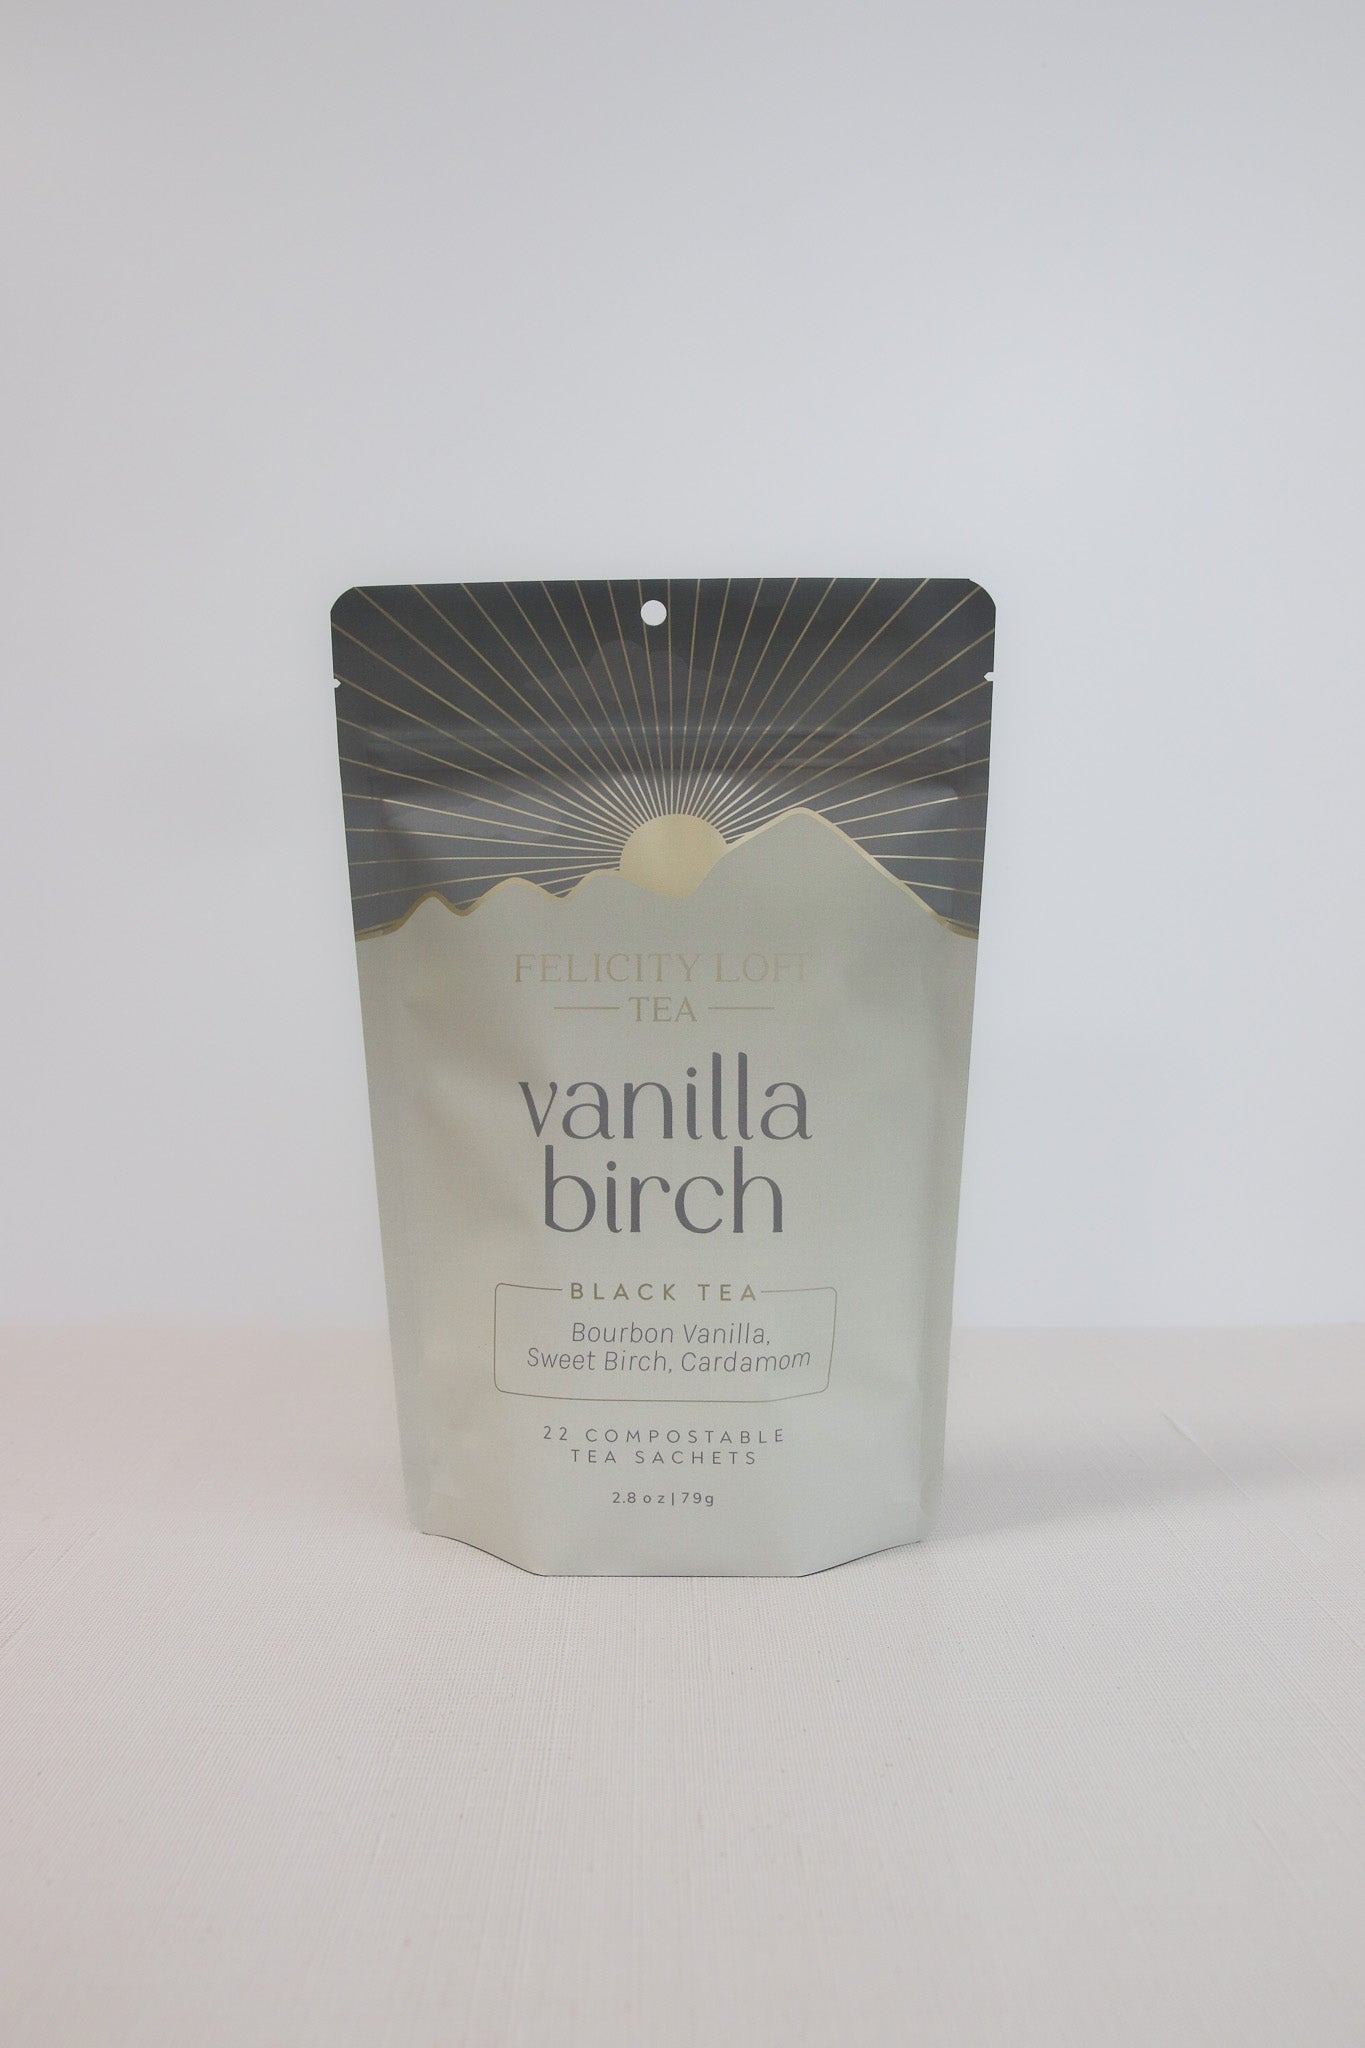 FELICITY LOFT
TEA
vanilla
birch
BLACK TEA
Bourbon Vanilla,
Sweet Birch, Cardamom
22 COMPOSTABLE
TEA SACHETS
2.8 oz | 79g